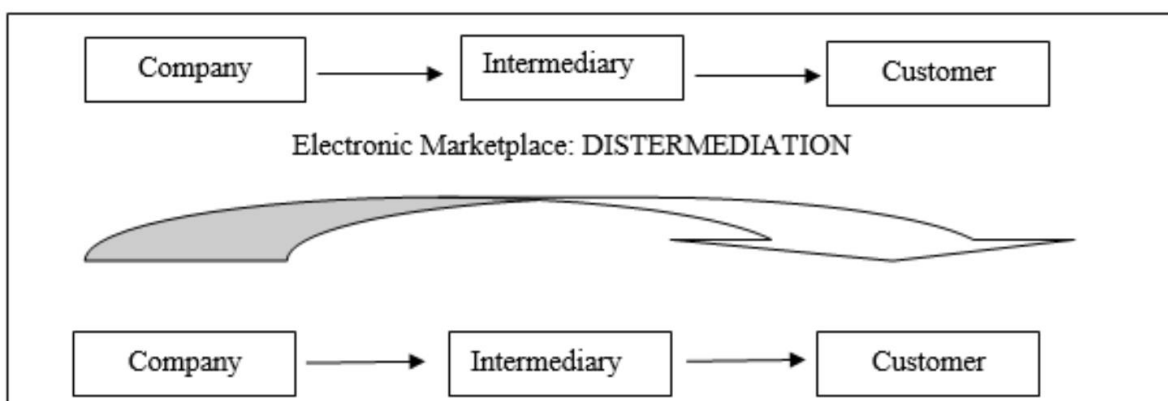 Company Intermediary Customer
Electronic Marketplace: DISTERMEDIATION
Company Intermediary Customer